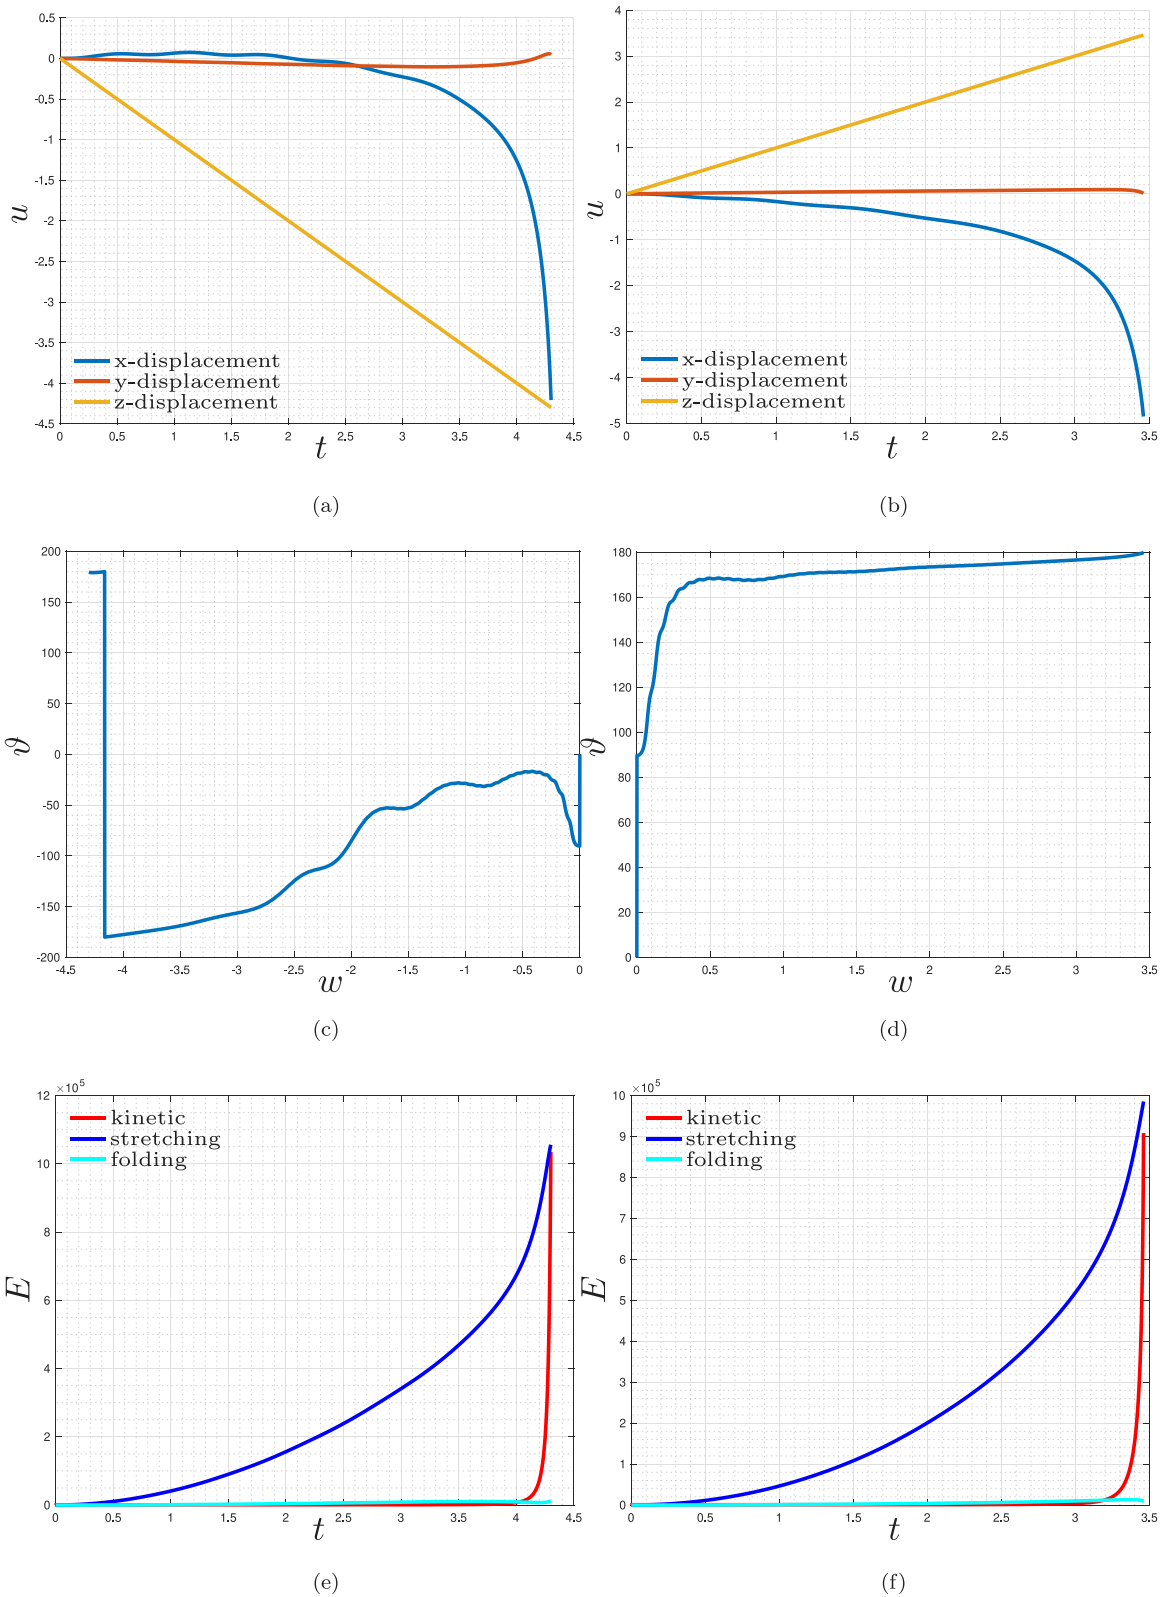 0.5
0
-0.5
-1
-1.5
-2
-2.5
-3
-3.5
-4
-4.5
u
x-displacement
y-displacement
z-displacement
0 0.5 1 1.5 2 2.5 3 3.5 4 4.5
t
(a)
4
3
2
1
0
-1
-2
-3
-4
-5
u
x-displacement
y-displacement
z-displacement
0 0.5 1 1.5 2 2.5 3 3.5
t
(b)
200
150
100
50
0
-50
-100
-150
-200
ϑ
-4.5 -4 -3.5 -3 -2.5 -2 -1.5 -1 -0.5 0
w
(c)
180
160
140
120
100
80
60
40
20
0
ϑ
0 0.5 1 1.5 2 2.5 3 3.5
w
(d)
×10⁵
12
10
8
6
4
2
0
E
kinetic
stretching
folding
0 0.5 1 1.5 2 2.5 3 3.5 4 4.5
t
(e)
×10⁵
10
9
8
7
6
5
4
3
2
1
0
E
kinetic
stretching
folding
0 0.5 1 1.5 2 2.5 3 3.5
t
(f)